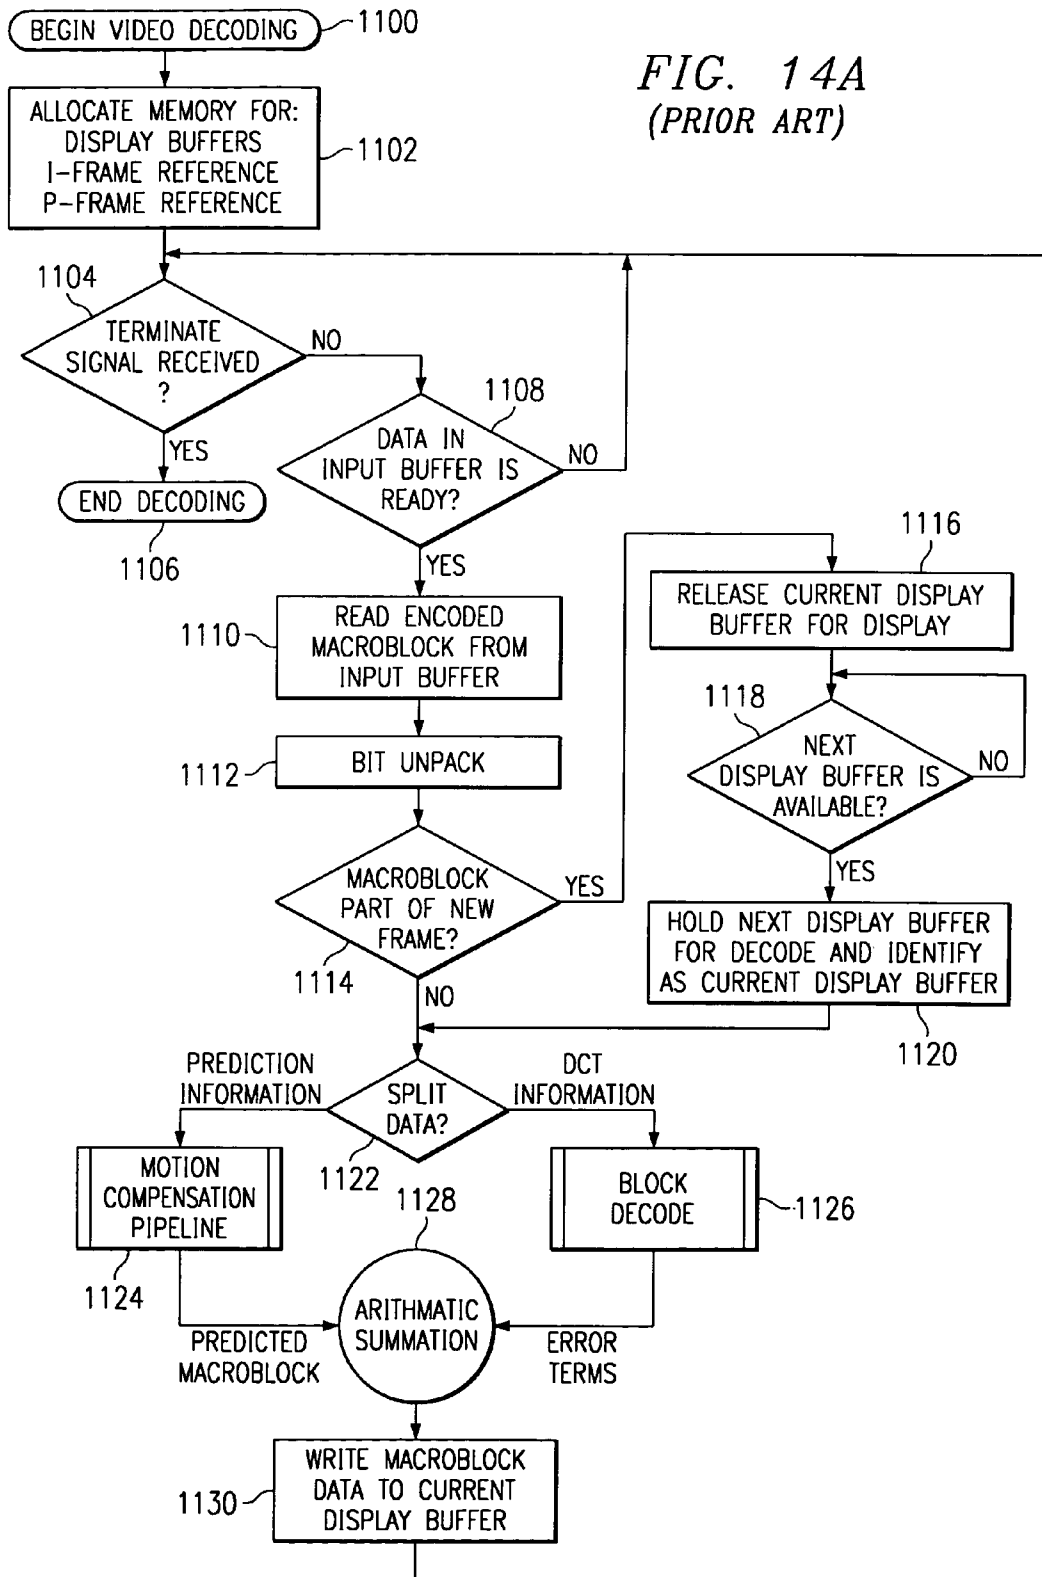 BEGIN VIDEO DECODING
1100
FIG. 14A
(PRIOR ART)
ALLOCATE MEMORY FOR:
DISPLAY BUFFERS
I-FRAME REFERENCE
P-FRAME REFERENCE
1102
1104
TERMINATE
SIGNAL RECEIVED
?
NO
YES
END DECODING
1106
1108
DATA IN
INPUT BUFFER IS
READY?
NO
YES
1110
READ ENCODED
MACROBLOCK FROM
INPUT BUFFER
1112
BIT UNPACK
MACROBLOCK
PART OF NEW
FRAME?
YES
1114
NO
1116
RELEASE CURRENT DISPLAY
BUFFER FOR DISPLAY
1118
NEXT
DISPLAY BUFFER IS
AVAILABLE?
NO
YES
HOLD NEXT DISPLAY BUFFER
FOR DECODE AND IDENTIFY
AS CURRENT DISPLAY BUFFER
1120
PREDICTION
INFORMATION
SPLIT
DATA?
DCT
INFORMATION
1122
MOTION
COMPENSATION
PIPELINE
1124
BLOCK
DECODE
1126
1128
ARITHMATIC
SUMMATION
PREDICTED
MACROBLOCK
ERROR
TERMS
1130
WRITE MACROBLOCK
DATA TO CURRENT
DISPLAY BUFFER